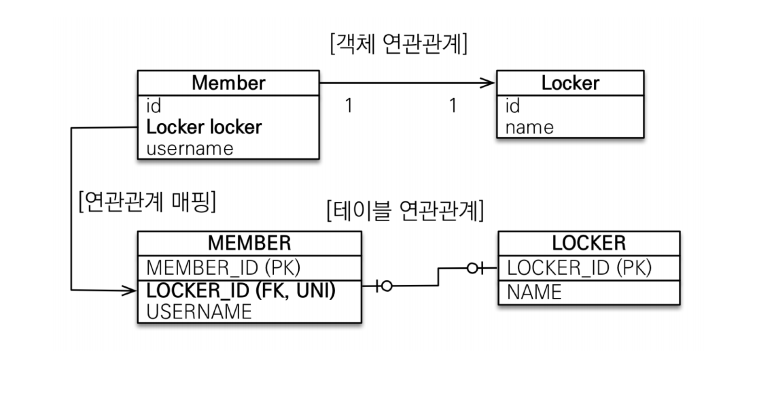 [객체 연관관계]
Member
id
Locker locker
username
1
1
Locker
id
name
[연관관계 매핑]
[테이블 연관관계]
MEMBER
MEMBER_ID (PK)
LOCKER_ID (FK, UNI)
USERNAME
LOCKER
LOCKER_ID (PK)
NAME